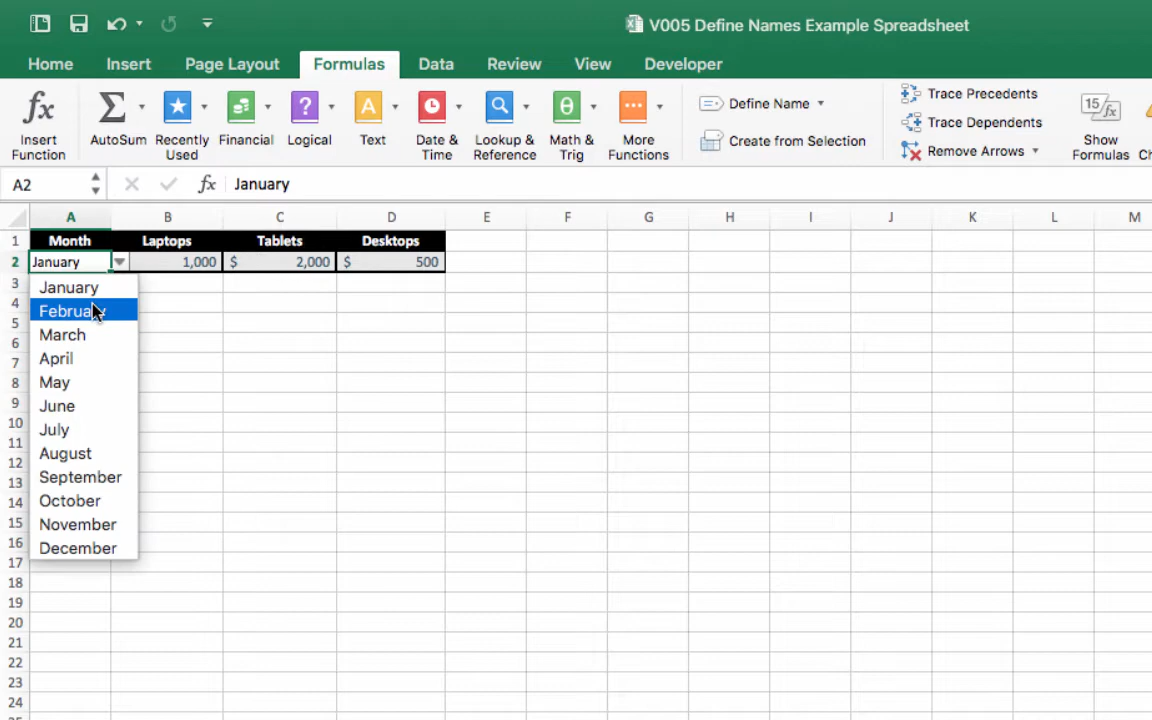 V005 Define Names Example Spreadsheet
Home Insert Page Layout Formulas Data Review View Developer
fx Σ ? A θ ...
Insert Function
AutoSum
Recently Used
Financial
Logical
Text
Date & Time
Lookup & Reference
Math & Trig
More Functions
Define Name
Create from Selection
Trace Precedents
Trace Dependents
Remove Arrows
15 fx
Show Formulas
A2 fx January
A B C D E F G H I J K L M
1 Month Laptops Tablets Desktops
2 January 1,000 $ 2,000 $ 500
3 January
4 February
5 March
6
7 April
8 May
9 June
10 July
11 August
12
13 September
14 October
15 November
16 December
17
18
19
20
21
22
23
24